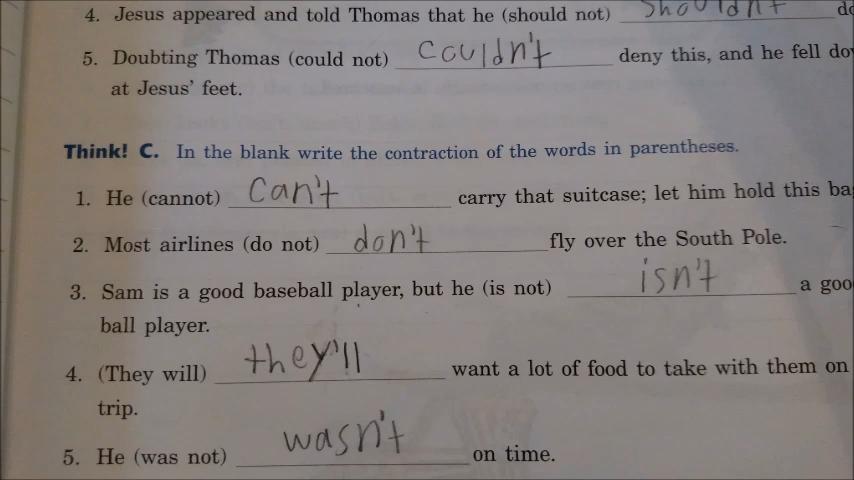 4. Jesus appeared and told Thomas that he (should not) shouldn't
5. Doubting Thomas (could not) couldn't deny this, and he fell
at Jesus' feet.
Think! C. In the blank write the contraction of the words in parentheses.
1. He (cannot) can't carry that suitcase; let him hold this
2. Most airlines (do not) don't fly over the South Pole.
3. Sam is a good baseball player, but he (is not) isn't a
ball player.
4. (They will) they'll want a lot of food to take with them on
trip.
5. He (was not) wasn't on time.